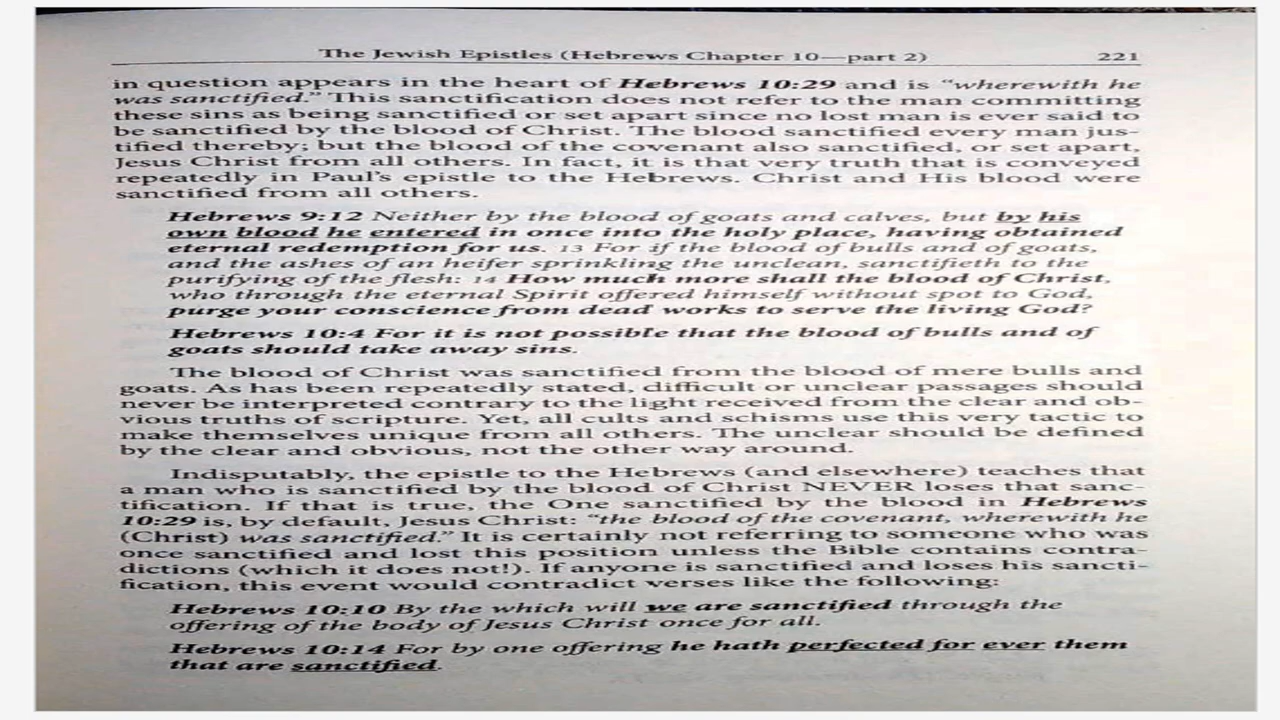 The Jewish Epistles (Hebrews Chapter 10—part 2) 221
in question appears in the heart of Hebrews 10:29 and is “wherewith he
was sanctified.” This sanctification does not refer to the man committing
these sins as being sanctified or set apart since no lost man is ever said to
be sanctified by the blood of Christ. The blood sanctified every man jus-
tified thereby; but the blood of the covenant also sanctified, or set apart,
Jesus Christ from all others. In fact, it is that very truth that is conveyed
repeatedly in Paul’s epistle to the Hebrews. Christ and His blood were
sanctified from all others.
Hebrews 9:12 Neither by the blood of goats and calves, but by his
own blood he entered in once into the holy place, having obtained
eternal redemption for us. 13 For if the blood of bulls and of goats,
and the ashes of an heifer sprinkling the unclean, sanctifieth to the
purifying of the flesh: 14 How much more shall the blood of Christ,
who through the eternal Spirit offered himself without spot to God,
purge your conscience from dead works to serve the living God?
Hebrews 10:4 For it is not possible that the blood of bulls and of
goats should take away sins.
The blood of Christ was sanctified from the blood of mere bulls and
goats. As has been repeatedly stated, difficult or unclear passages should
never be interpreted contrary to the light received from the clear and ob-
vious truths of scripture. Yet, all cults and schisms use this very tactic to
make themselves unique from all others. The unclear should be defined
by the clear and obvious, not the other way around.
Indisputably, the epistle to the Hebrews (and elsewhere) teaches that
a man who is sanctified by the blood of Christ NEVER loses that sanc-
tification. If that is true, the One sanctified by the blood in Hebrews
10:29 is, by default, Jesus Christ: “the blood of the covenant, wherewith he
(Christ) was sanctified.” It is certainly not referring to someone who was
once sanctified and lost this position unless the Bible contains contra-
dictions (which it does not!). If anyone is sanctified and loses his sancti-
fication, this event would contradict verses like the following:
Hebrews 10:10 By the which will we are sanctified through the
offering of the body of Jesus Christ once for all.
Hebrews 10:14 For by one offering he hath perfected for ever them
that are sanctified.